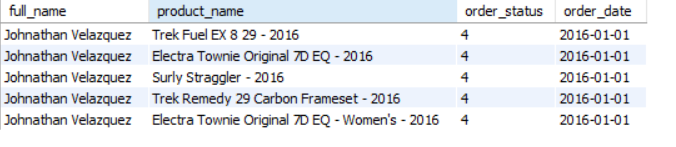 full_name product_name order_status order_date
Johnathan Velazquez Trek Fuel EX 8 29 - 2016 4 2016-01-01
Johnathan Velazquez Electra Townie Original 7D EQ - 2016 4 2016-01-01
Johnathan Velazquez Surly Straggler - 2016 4 2016-01-01
Johnathan Velazquez Trek Remedy 29 Carbon Frameset - 2016 4 2016-01-01
Johnathan Velazquez Electra Townie Original 7D EQ - Women's - 2016 4 2016-01-01